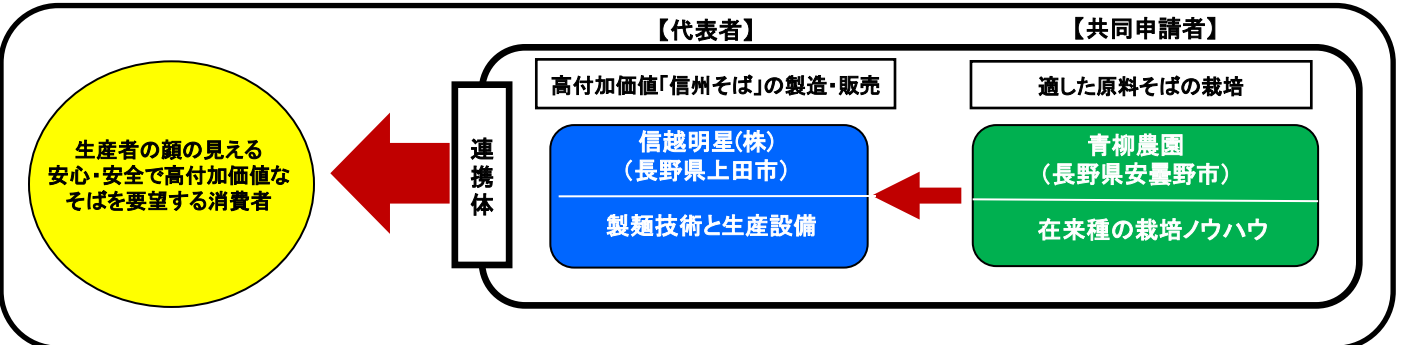 【代表者】
【共同申請者】
高付加価値「信州そば」の製造・販売
適した原料そばの栽培
生産者の顔の見える
安心・安全で高付加価値な
そばを要望する消費者
連携体
信越明星(株)
（長野県上田市）
製麺技術と生産設備
青柳農園
（長野県安曇野市）
在来種の栽培ノウハウ